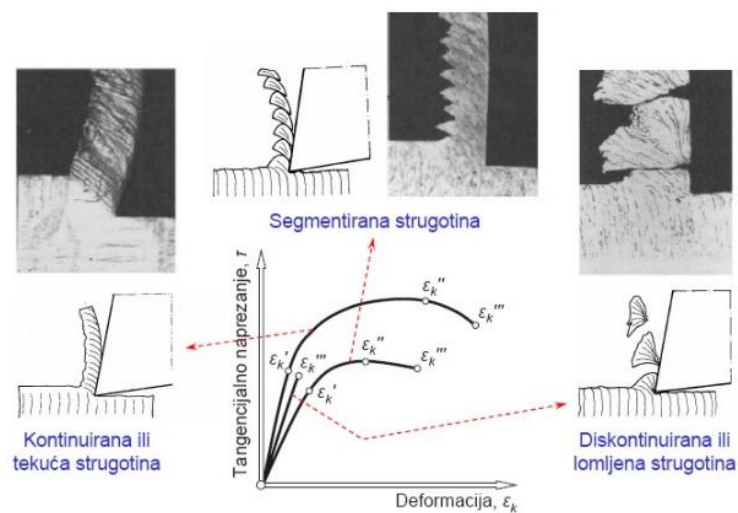 Segmentirana strugotina
Tangencijalno naprezanje, τ
εk''
εk'''
εk' εk''' εk'' εk'''
εk'
Kontinuirana ili
tekuća strugotina
Diskontinuirana ili
lomljena strugotina
Deformacija, εk